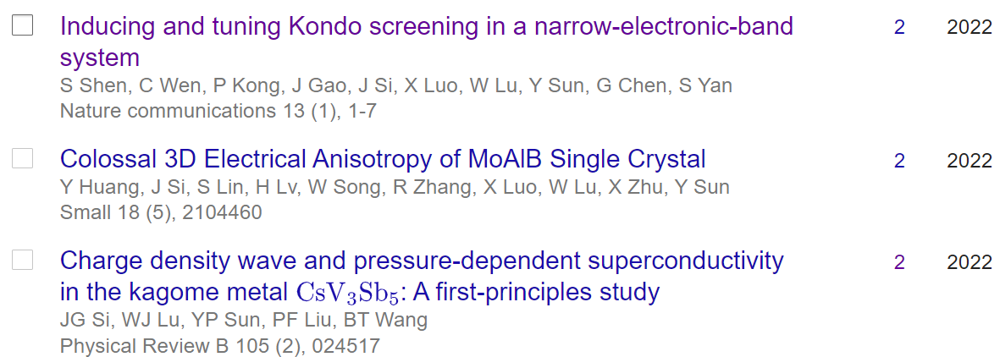 Inducing and tuning Kondo screening in a narrow-electronic-band 2 2022
system
S Shen, C Wen, P Kong, J Gao, J Si, X Luo, W Lu, Y Sun, G Chen, S Yan
Nature communications 13 (1), 1-7
Colossal 3D Electrical Anisotropy of MoAlB Single Crystal 2 2022
Y Huang, J Si, S Lin, H Lv, W Song, R Zhang, X Luo, W Lu, X Zhu, Y Sun
Small 18 (5), 2104460
Charge density wave and pressure-dependent superconductivity 2 2022
in the kagome metal CsV₃Sb₅: A first-principles study
JG Si, WJ Lu, YP Sun, PF Liu, BT Wang
Physical Review B 105 (2), 024517